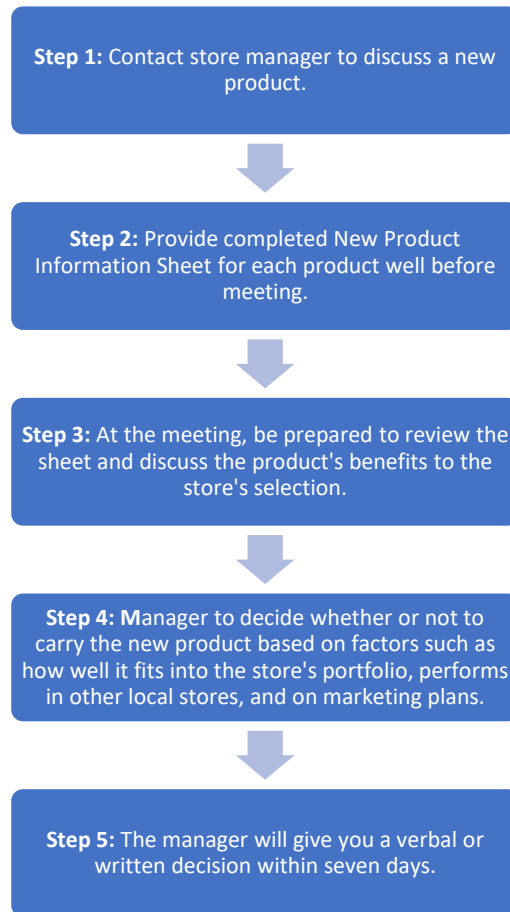 Step 1: Contact store manager to discuss a new
product.
Step 2: Provide completed New Product
Information Sheet for each product well before
meeting.
Step 3: At the meeting, be prepared to review the
sheet and discuss the product's benefits to the
store's selection.
Step 4: Manager to decide whether or not to
carry the new product based on factors such as
how well it fits into the store's portfolio, performs
in other local stores, and on marketing plans.
Step 5: The manager will give you a verbal or
written decision within seven days.